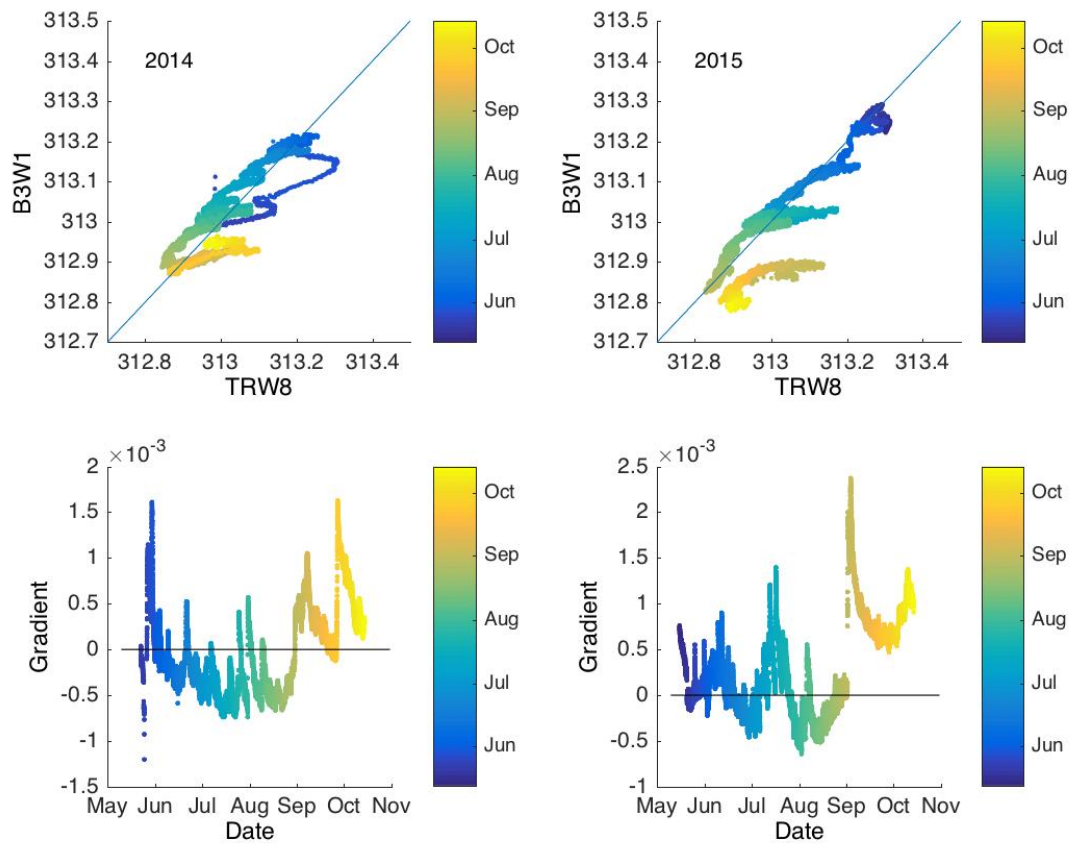 2014
B3W1
313.5
313.4
313.3
313.2
313.1
313
312.9
312.8
312.7
312.8
313
313.2
313.4
TRW8
Oct
Sep
Aug
Jul
Jun
2015
B3W1
313.5
313.4
313.3
313.2
313.1
313
312.9
312.8
312.7
312.8
313
313.2
313.4
TRW8
Oct
Sep
Aug
Jul
Jun
×10⁻³
Gradient
2
1.5
1
0.5
0
-0.5
-1
-1.5
May Jun Jul Aug Sep Oct Nov
Date
Oct
Sep
Aug
Jul
Jun
×10⁻³
Gradient
2.5
2
1.5
1
0.5
0
-0.5
-1
May Jun Jul Aug Sep Oct Nov
Date
Oct
Sep
Aug
Jul
Jun